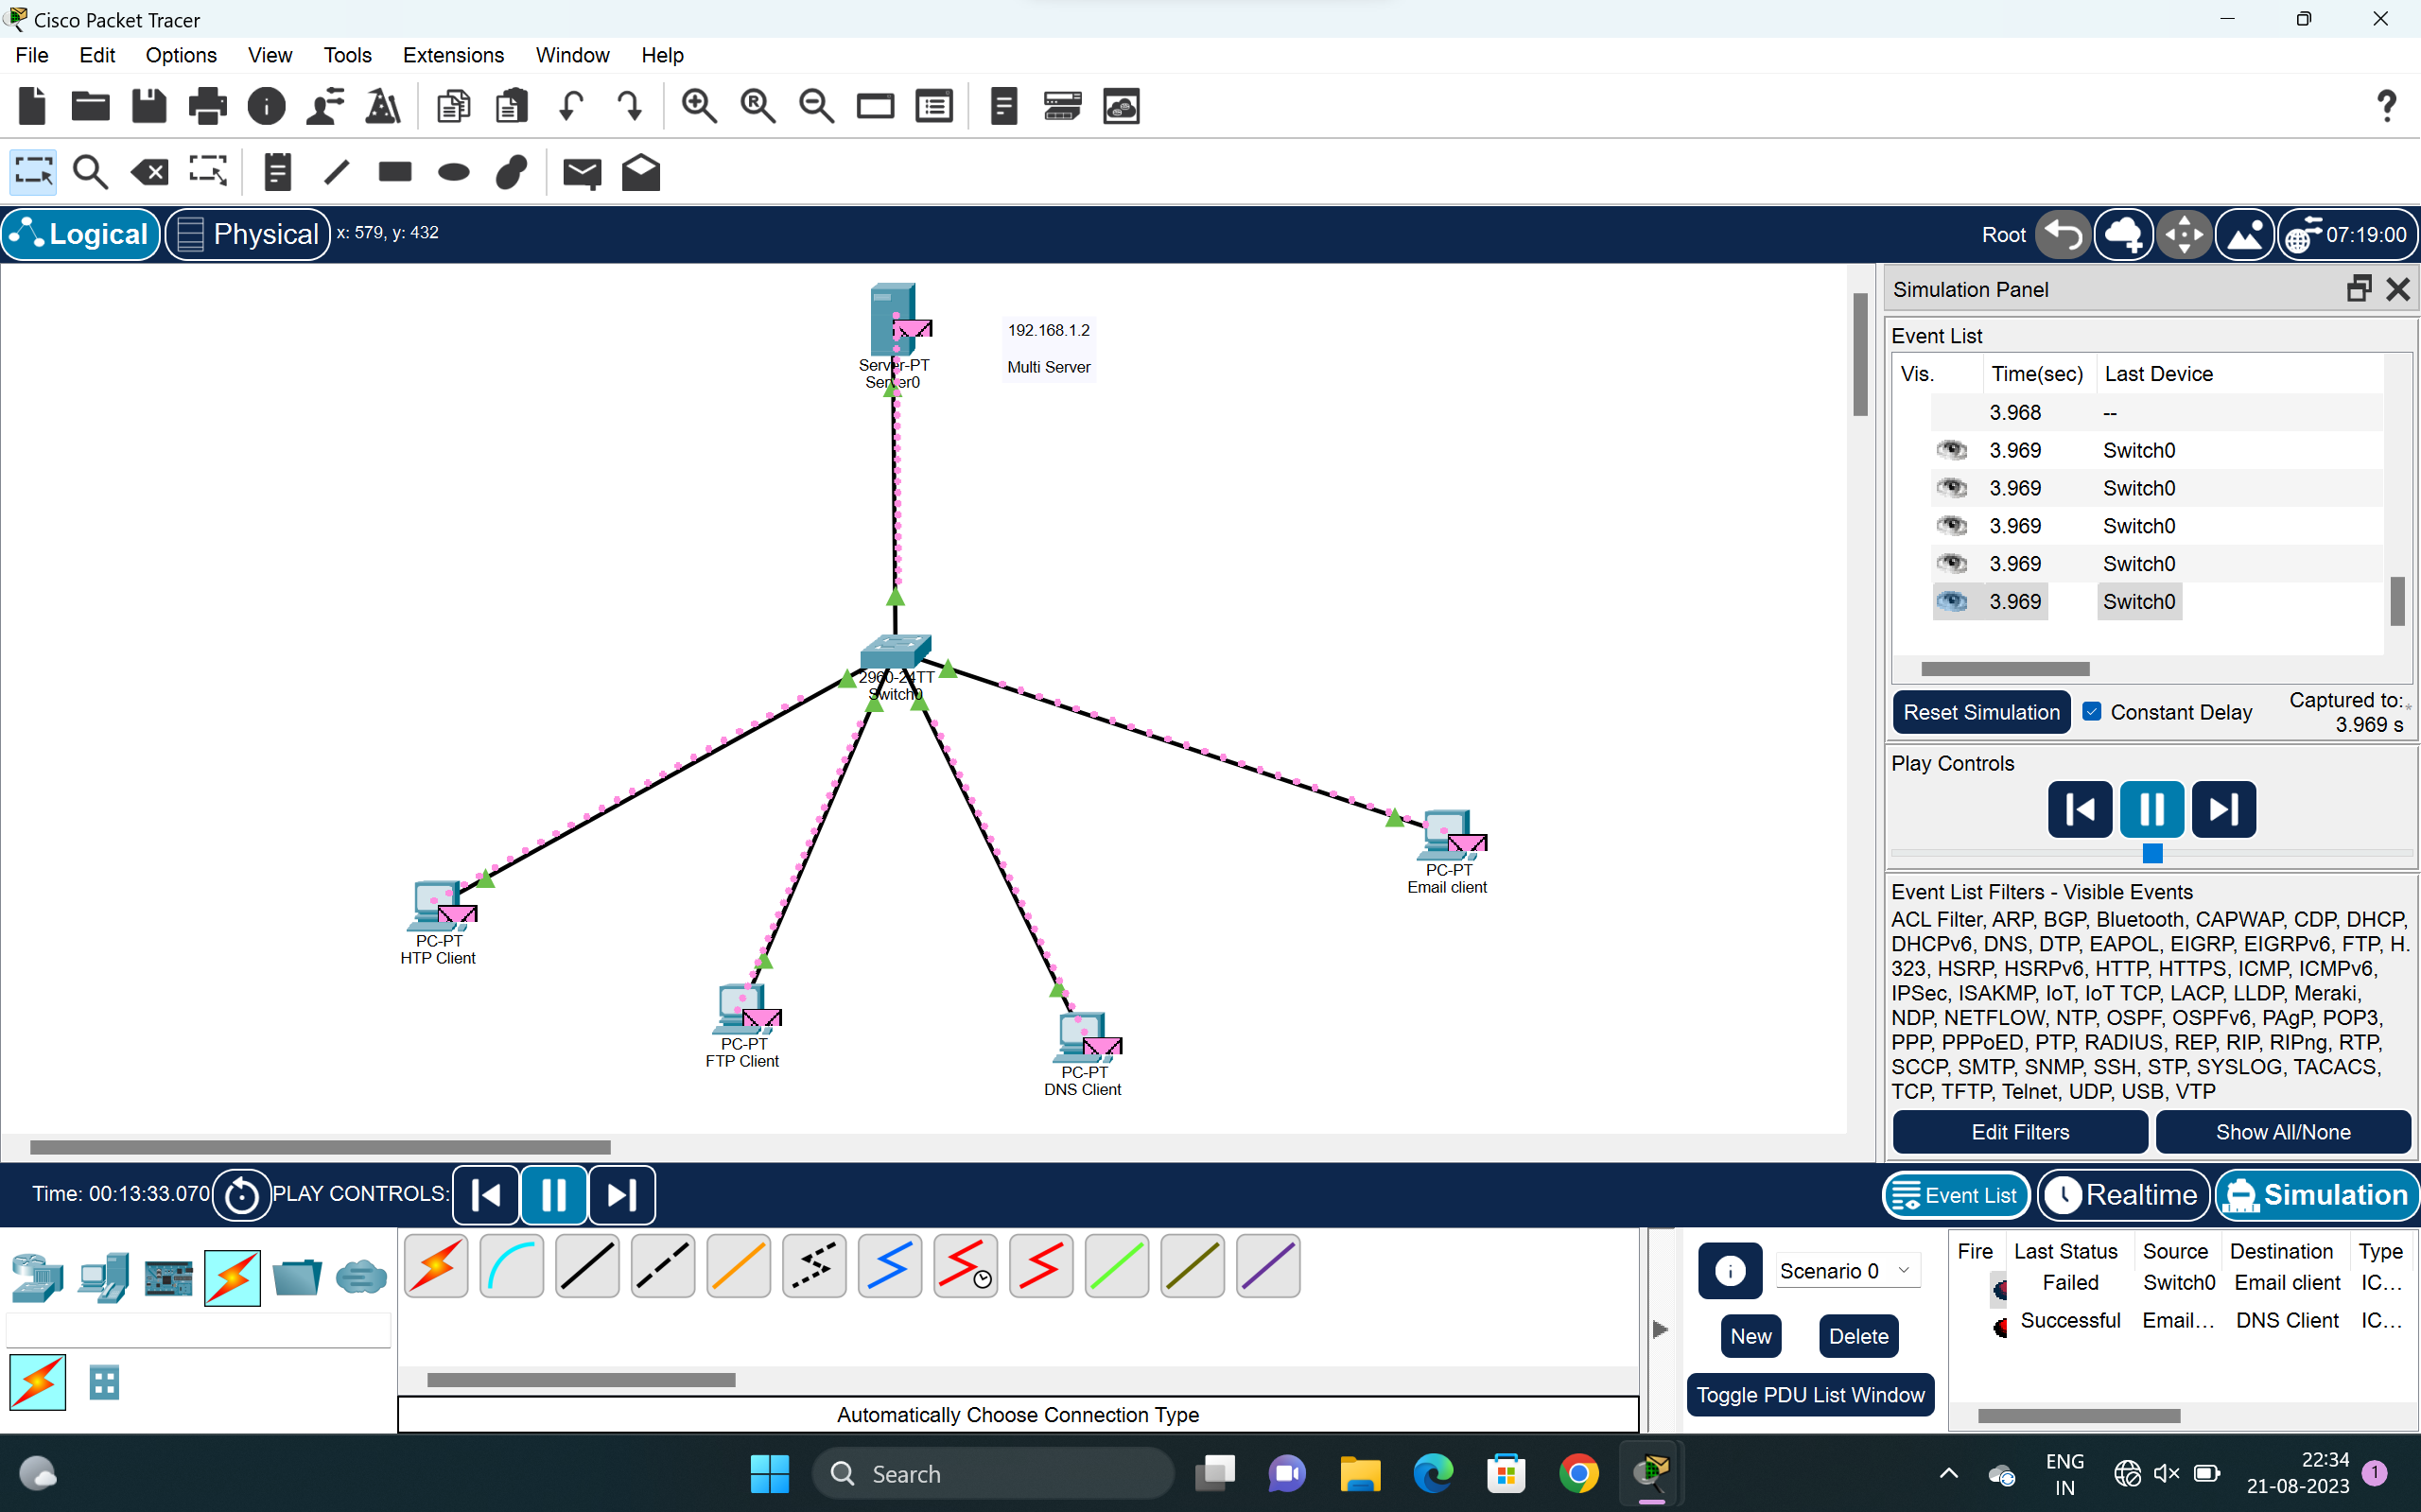 Cisco Packet Tracer
File Edit Options View Tools Extensions Window Help
Logical Physical x: 579, y: 432 Root 07:19:00
192.168.1.2
Multi Server
Server-PT
Server0
2960-24TT
Switch0
PC-PT
Email client
PC-PT
HTP Client
PC-PT
FTP Client
PC-PT
DNS Client
Simulation Panel
Event List
Vis. Time(sec) Last Device
3.968 --
3.969 Switch0
3.969 Switch0
3.969 Switch0
3.969 Switch0
3.969 Switch0
Reset Simulation Constant Delay Captured to:*
3.969 s
Play Controls
Event List Filters - Visible Events
ACL Filter, ARP, BGP, Bluetooth, CAPWAP, CDP, DHCP,
DHCPv6, DNS, DTP, EAPOL, EIGRP, EIGRPv6, FTP, H.
323, HSRP, HSRPv6, HTTP, HTTPS, ICMP, ICMPv6,
IPSec, ISAKMP, IoT, IoT TCP, LACP, LLDP, Meraki,
NDP, NETFLOW, NTP, OSPF, OSPFv6, PAgP, POP3,
PPP, PPPoED, PTP, RADIUS, REP, RIP, RIPng, RTP,
SCCP, SMTP, SNMP, SSH, STP, SYSLOG, TACACS,
TCP, TFTP, Telnet, UDP, USB, VTP
Edit Filters Show All/None
Time: 00:13:33.070 PLAY CONTROLS: Event List Realtime Simulation
Automatically Choose Connection Type
Scenario 0
New Delete
Toggle PDU List Window
Fire Last Status Source Destination Type
Failed Switch0 Email client IC...
Successful Email... DNS Client IC...
Search
ENG
IN
22:34
21-08-2023
1